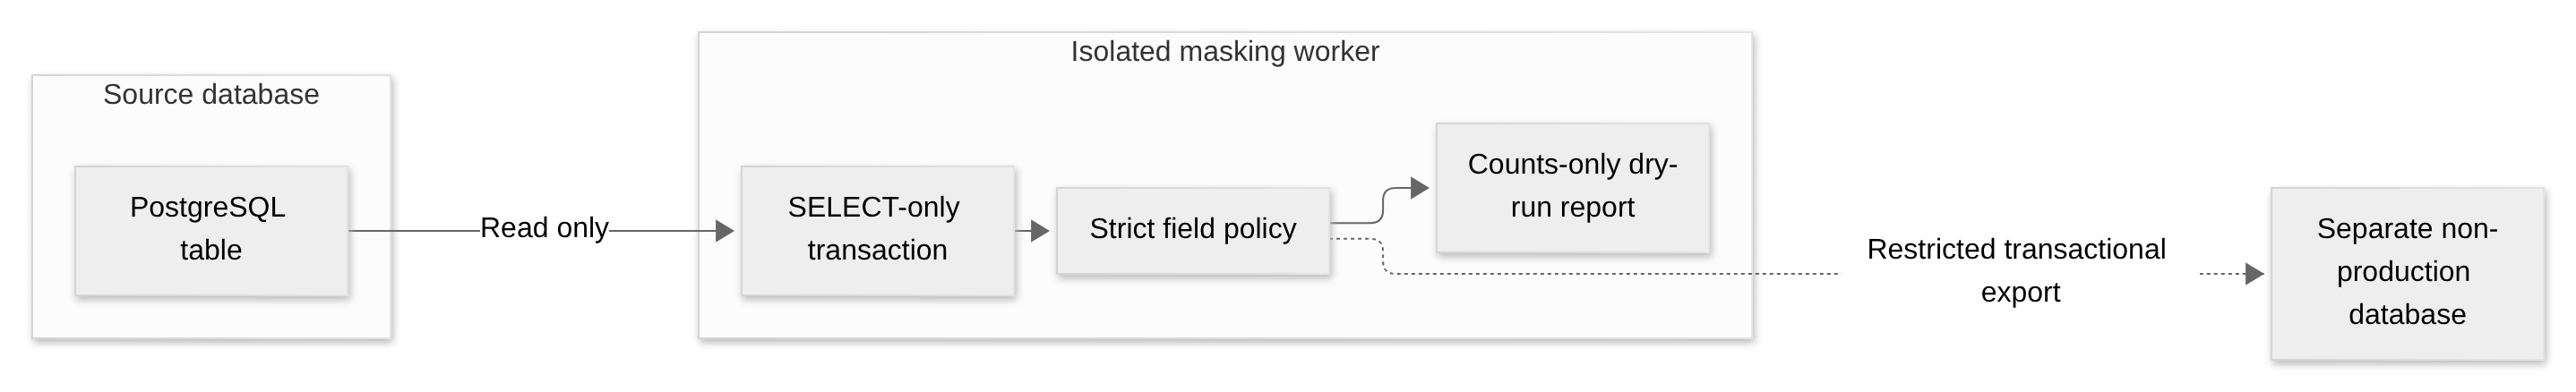 Source database
PostgreSQL
table
Read only
Isolated masking worker
SELECT-only
transaction
Strict field policy
Counts-only dry-
run report
Restricted transactional
export
Separate non-
production
database